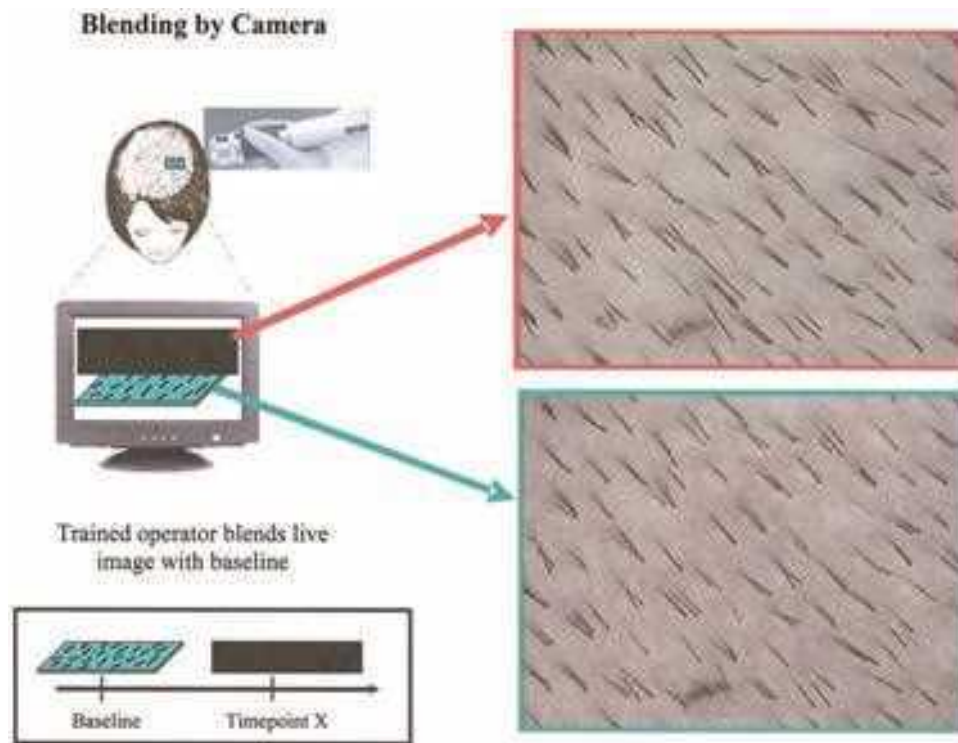 Blending by Camera
Trained operator blends live
image with baseline
Baseline
Timepoint X